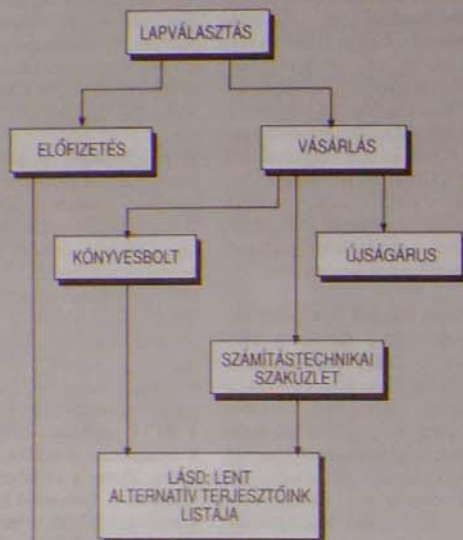 LAPVÁLASZTÁS
ELŐFIZETÉS
VÁSÁRLÁS
KÖNYVESBOLT
ÚJSÁGÁRUS
SZÁMÍTÁSTECHNIKAI
SZAKÜZLET
LÁSD: LENT
ALTERNATÍV TERJESZTŐINK
LISTÁJA